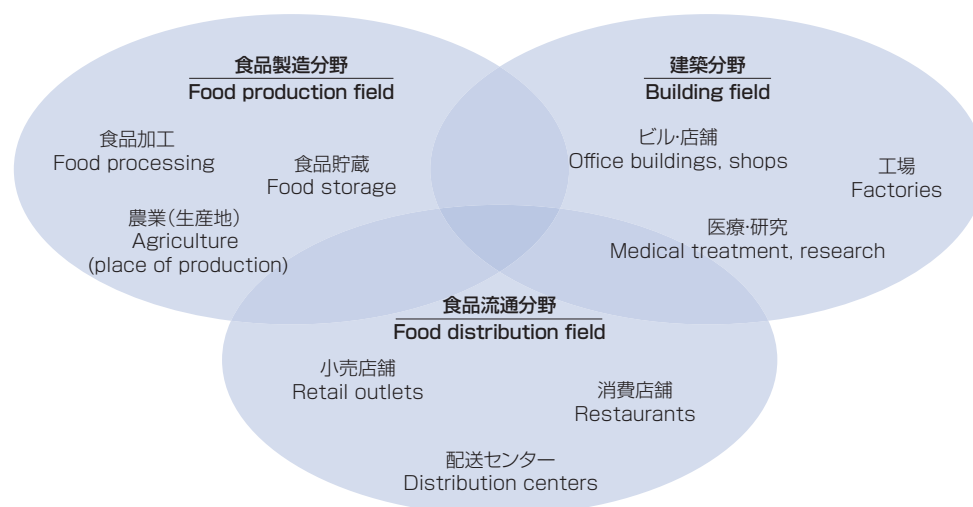 食品製造分野
Food production field
食品加工
Food processing
食品貯蔵
Food storage
農業(生産地)
Agriculture
(place of production)
建築分野
Building field
ビル・店舗
Office buildings, shops
工場
Factories
医療・研究
Medical treatment, research
食品流通分野
Food distribution field
小売店舗
Retail outlets
消費店舗
Restaurants
配送センター
Distribution centers